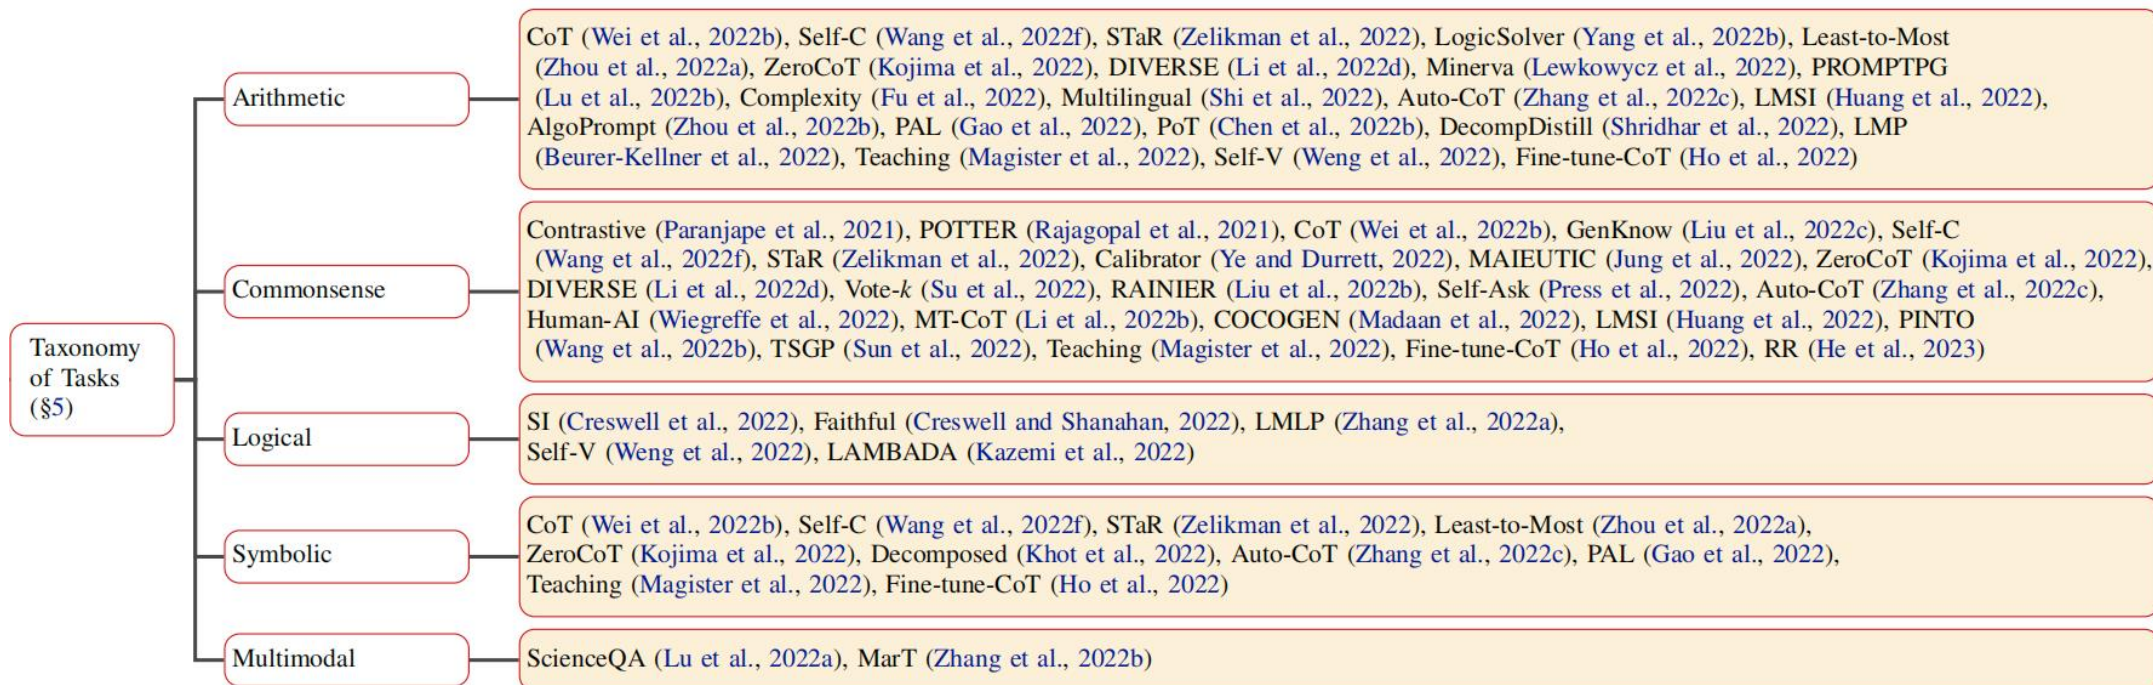 Taxonomy
of Tasks
(§5)
Arithmetic
CoT (Wei et al., 2022b), Self-C (Wang et al., 2022f), STaR (Zelikman et al., 2022), LogicSolver (Yang et al., 2022b), Least-to-Most
(Zhou et al., 2022a), ZeroCoT (Kojima et al., 2022), DIVERSE (Li et al., 2022d), Minerva (Lewkowycz et al., 2022), PROMPTPG
(Lu et al., 2022b), Complexity (Fu et al., 2022), Multilingual (Shi et al., 2022), Auto-CoT (Zhang et al., 2022c), LMSI (Huang et al., 2022),
AlgoPrompt (Zhou et al., 2022b), PAL (Gao et al., 2022), PoT (Chen et al., 2022b), DecompDistill (Shridhar et al., 2022), LMP
(Beurer-Kellner et al., 2022), Teaching (Magister et al., 2022), Self-V (Weng et al., 2022), Fine-tune-CoT (Ho et al., 2022)
Commonsense
Contrastive (Paranjape et al., 2021), POTTER (Rajagopal et al., 2021), CoT (Wei et al., 2022b), GenKnow (Liu et al., 2022c), Self-C
(Wang et al., 2022f), STaR (Zelikman et al., 2022), Calibrator (Ye and Durrett, 2022), MAIEUTIC (Jung et al., 2022), ZeroCoT (Kojima et al., 2022),
DIVERSE (Li et al., 2022d), Vote-k (Su et al., 2022), RAINIER (Liu et al., 2022b), Self-Ask (Press et al., 2022), Auto-CoT (Zhang et al., 2022c),
Human-AI (Wiegreffe et al., 2022), MT-CoT (Li et al., 2022b), COCOGEN (Madaan et al., 2022), LMSI (Huang et al., 2022), PINTO
(Wang et al., 2022b), TSGP (Sun et al., 2022), Teaching (Magister et al., 2022), Fine-tune-CoT (Ho et al., 2022), RR (He et al., 2023)
Logical
SI (Creswell et al., 2022), Faithful (Creswell and Shanahan, 2022), LMLP (Zhang et al., 2022a),
Self-V (Weng et al., 2022), LAMBADA (Kazemi et al., 2022)
Symbolic
CoT (Wei et al., 2022b), Self-C (Wang et al., 2022f), STaR (Zelikman et al., 2022), Least-to-Most (Zhou et al., 2022a),
ZeroCoT (Kojima et al., 2022), Decomposed (Khot et al., 2022), Auto-CoT (Zhang et al., 2022c), PAL (Gao et al., 2022),
Teaching (Magister et al., 2022), Fine-tune-CoT (Ho et al., 2022)
Multimodal
ScienceQA (Lu et al., 2022a), MarT (Zhang et al., 2022b)